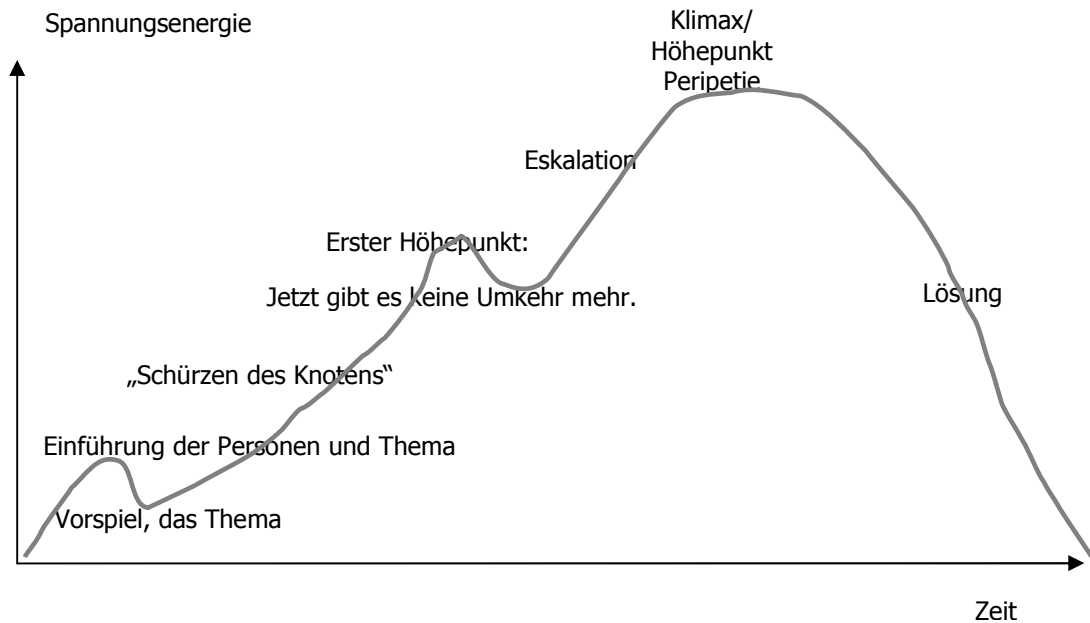 Spannungsenergie
Klimax/
Höhepunkt
Peripetie
Eskalation
Erster Höhepunkt:
Jetzt gibt es keine Umkehr mehr.
Lösung
„Schürzen des Knotens“
Einführung der Personen und Thema
Vorspiel, das Thema
Zeit